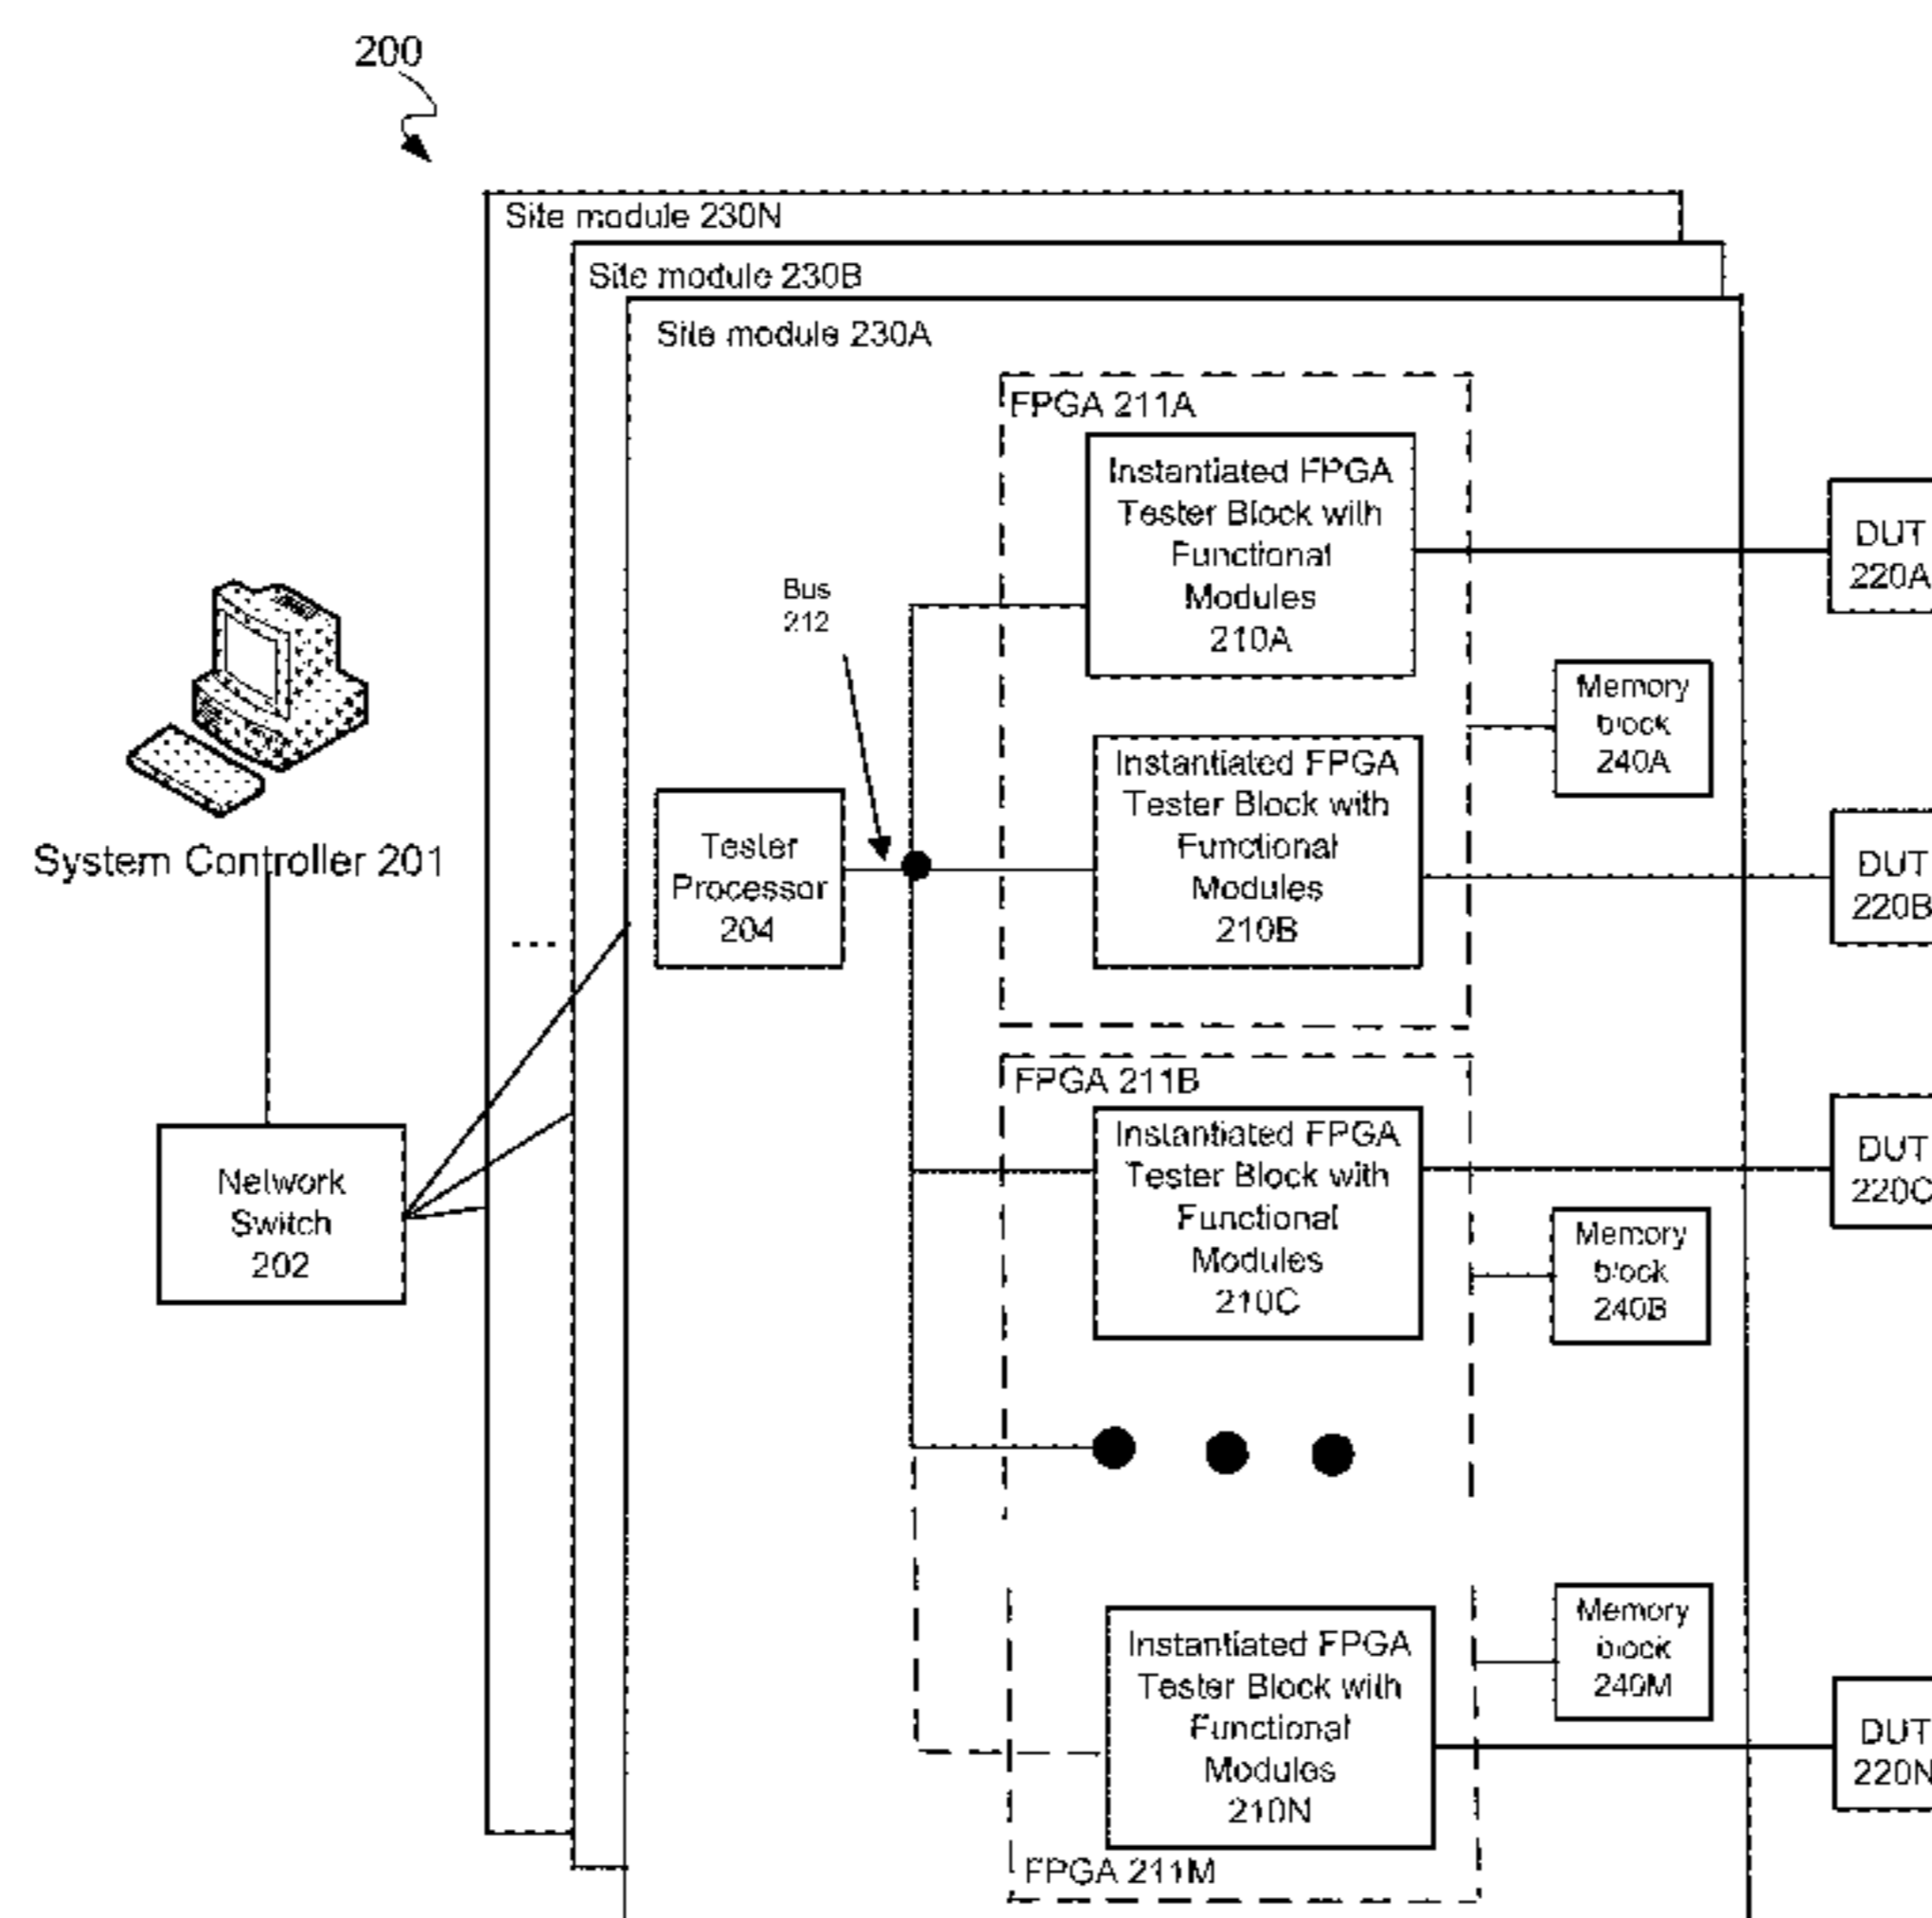 200
Site module 230N
Site module 230B
Site module 230A
FPGA 211A
Instantiated FPGA
Tester Block with
Functional
Modules
210A
DUT
220A
Bus
212
Memory
block
240A
Instantiated FPGA
Tester Block with
Functional
Modules
210B
DUT
220B
Tester
Processor
204
System Controller 201
...
FPGA 211B
Instantiated FPGA
Tester Block with
Functional
Modules
210C
DUT
220C
Network
Switch
202
Memory
block
240B
Memory
block
240M
Instantiated FPGA
Tester Block with
Functional
Modules
210N
DUT
220N
FPGA 211M